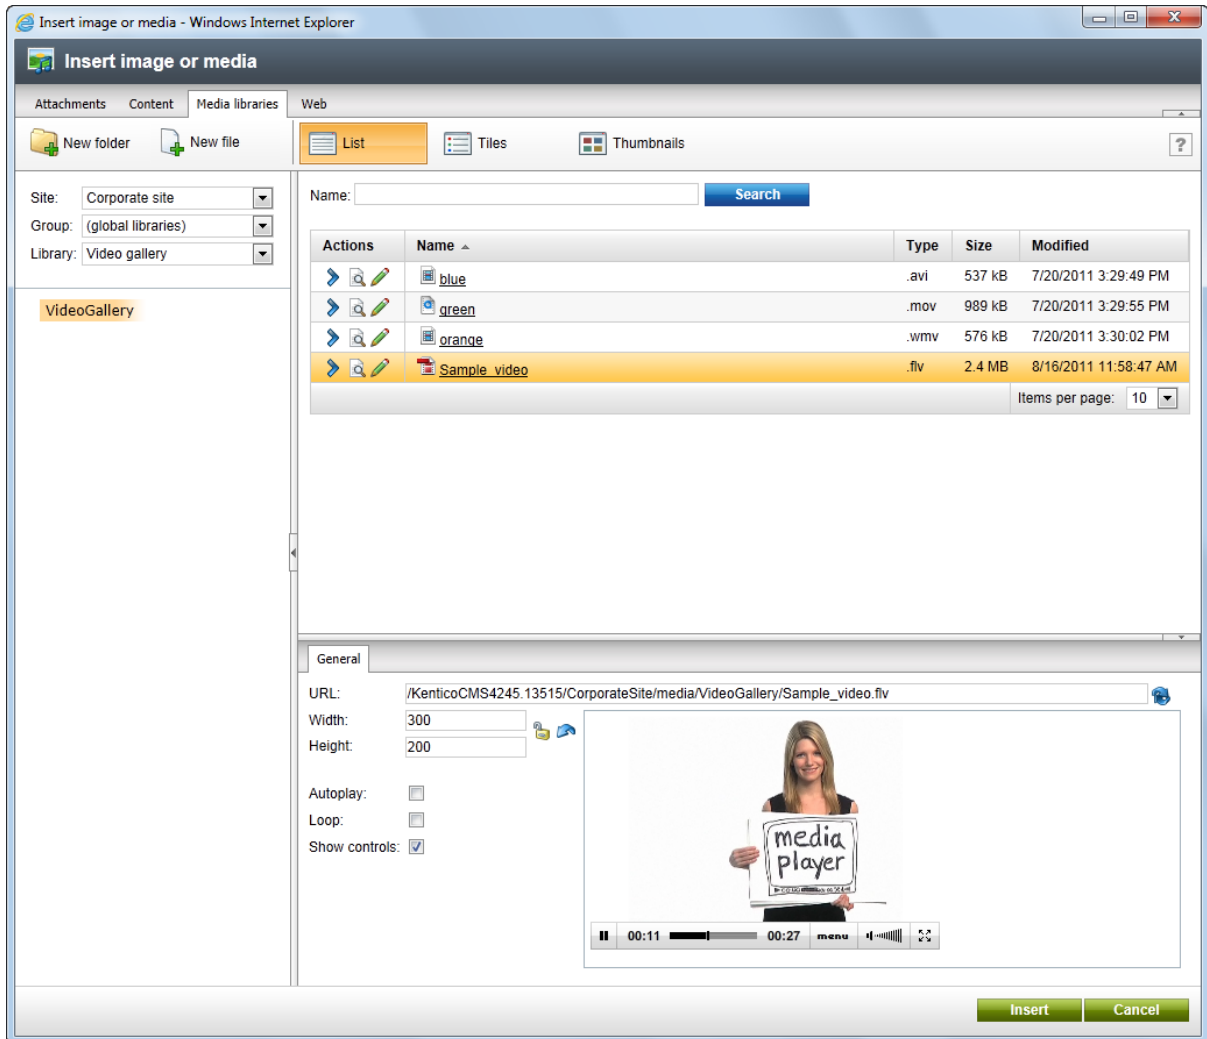 Insert image or media - Windows Internet Explorer
Insert image or media
Attachments Content Media libraries Web
New folder New file List Tiles Thumbnails ?
Site: Corporate site
Group: (global libraries)
Library: Video gallery
VideoGallery
Name: Search
Actions Name Type Size Modified
blue .avi 537 kB 7/20/2011 3:29:49 PM
green .mov 989 kB 7/20/2011 3:29:55 PM
orange .wmv 576 kB 7/20/2011 3:30:02 PM
Sample_video .flv 2.4 MB 8/16/2011 11:58:47 AM
Items per page: 10
General
URL: /KenticoCMS4245.13515/CorporateSite/media/VideoGallery/Sample_video.flv
Width: 300
Height: 200
Autoplay:
Loop:
Show controls:
media
player
00:11 00:27 menu
Insert Cancel